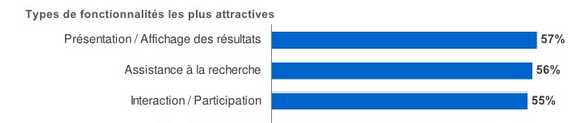 Types de fonctionnalités les plus attractives
Présentation / Affichage des résultats 57%
Assistance à la recherche 56%
Interaction / Participation 55%